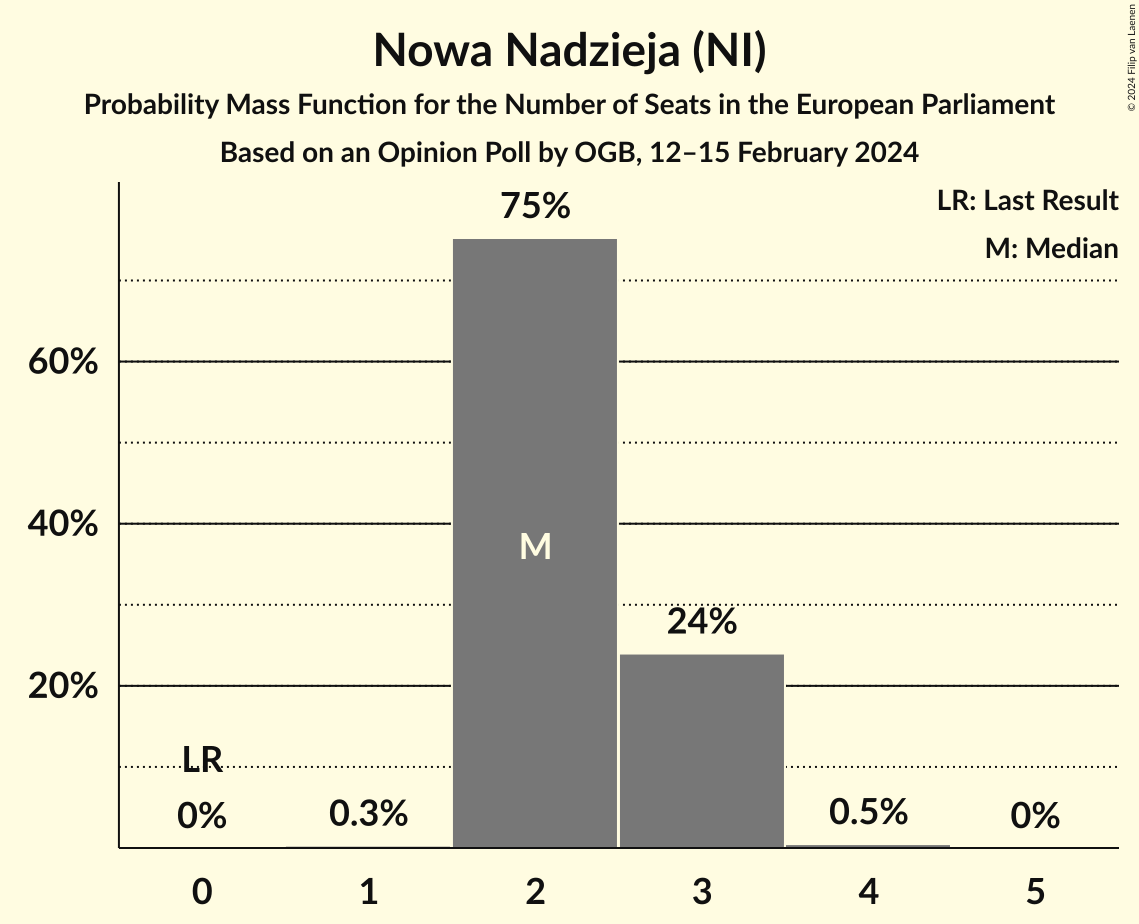 Nowa Nadzieja (NI)
Probability Mass Function for the Number of Seats in the European Parliament
Based on an Opinion Poll by OGB, 12–15 February 2024
© 2024 Filip van Laenen
LR: Last Result
M: Median
75%
60%
40%
M
24%
20%
LR
0%
0.3%
0.5%
0%
0 1 2 3 4 5